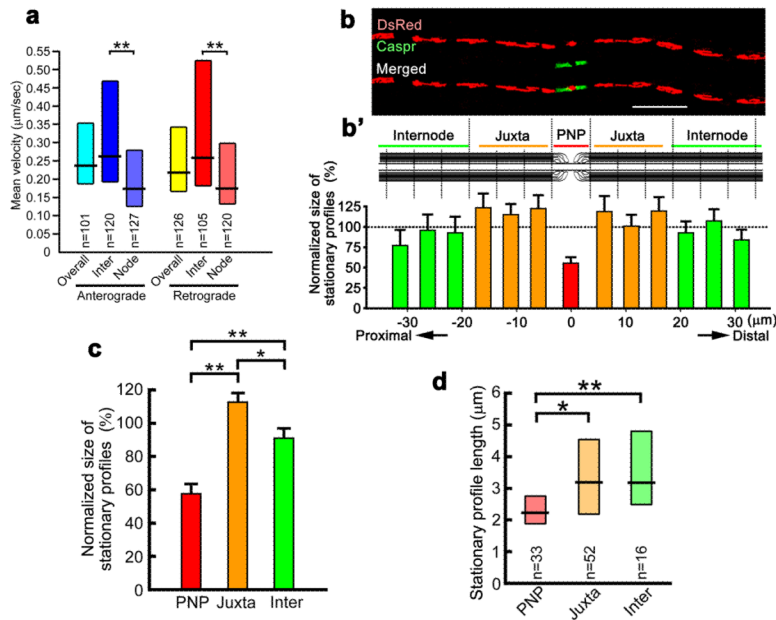 a
Mean velocity (μm/sec)
0.55
0.50
0.45
0.40
0.35
0.30
0.25
0.20
0.15
0.10
0.05
0.00
**
**
n=101
n=120
n=127
n=126
n=105
n=120
Overall
Inter
Node
Overall
Inter
Node
Anterograde
Retrograde
b
DsRed
Caspr
Merged
b'
Internode
Juxta
PNP
Juxta
Internode
Normalized size of
stationary profiles (%)
125
100
75
50
25
0
-30
-20
-10
0
10
20
30
(μm)
Proximal
Distal
c
Normalized size of
stationary profiles (%)
120
100
80
60
40
20
0
**
**
*
PNP
Juxta
Inter
d
Stationary profile length (μm)
6
5
4
3
2
1
0
**
*
n=33
n=52
n=16
PNP
Juxta
Inter